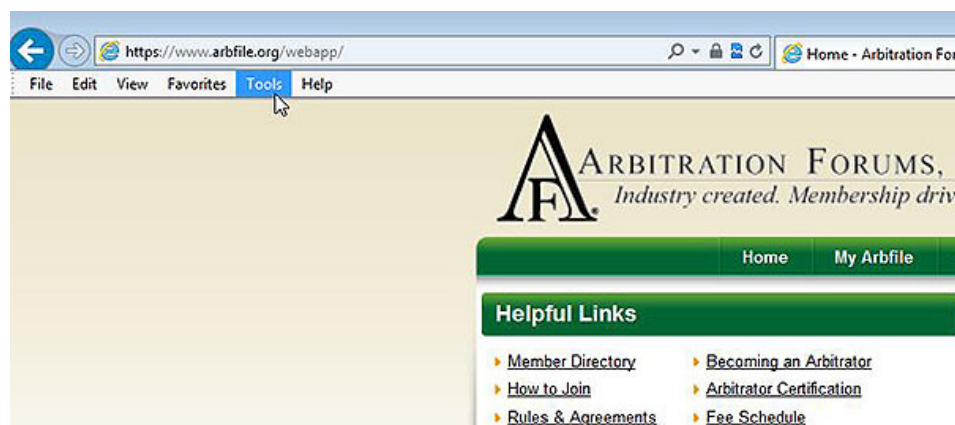 https://www.arbfile.org/webapp/
Home - Arbitration For
File Edit View Favorites Tools Help
AF
ARBITRATION FORUMS,
Industry created. Membership driv
Home My Arbfile
Helpful Links
Member Directory Becoming an Arbitrator
How to Join Arbitrator Certification
Rules & Agreements Fee Schedule